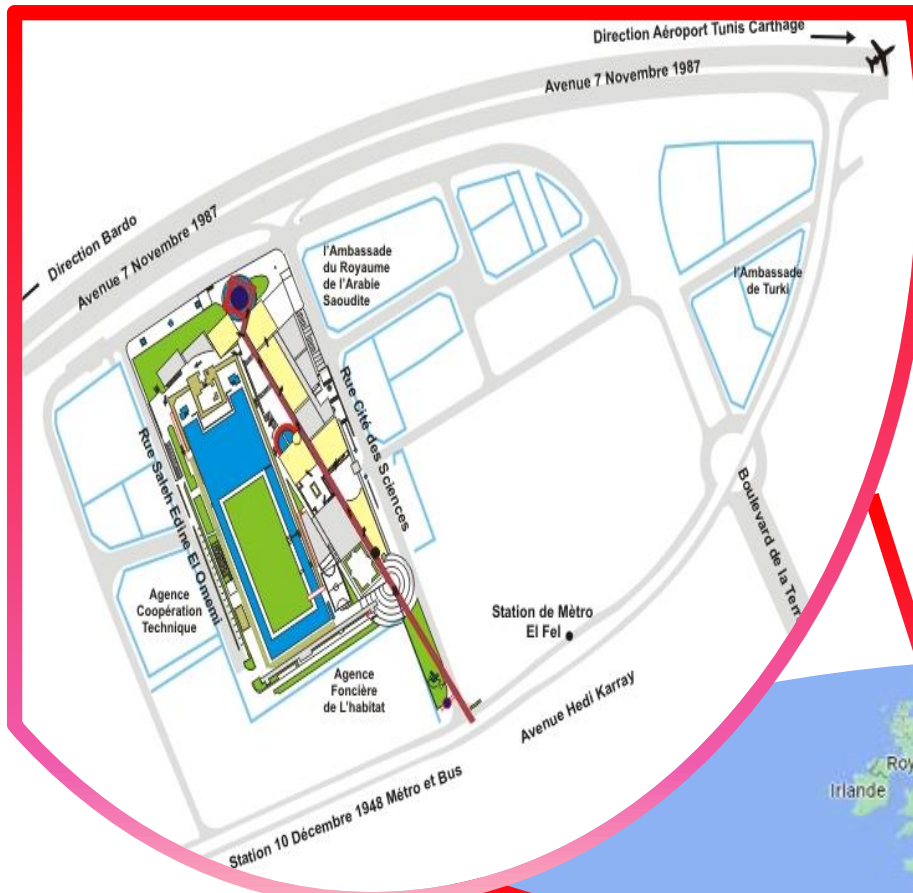 Direction Aéroport Tunis Carthage
Avenue 7 Novembre 1987
Direction Bardo
Avenue 7 Novembre 1987
l'Ambassade
du Royaume
de l'Arabie
Saoudite
l'Ambassade
de Turki
Rue Cité des Sciences
Rue Saleh Edine El Omemi
Boulevard de la Terr
Agence
Coopération
Technique
Station de Mètro
El Fel
Agence
Foncière
de L'habitat
Avenue Hedi Karray
Station 10 Décembre 1948 Métro et Bus
Roy
Irlande